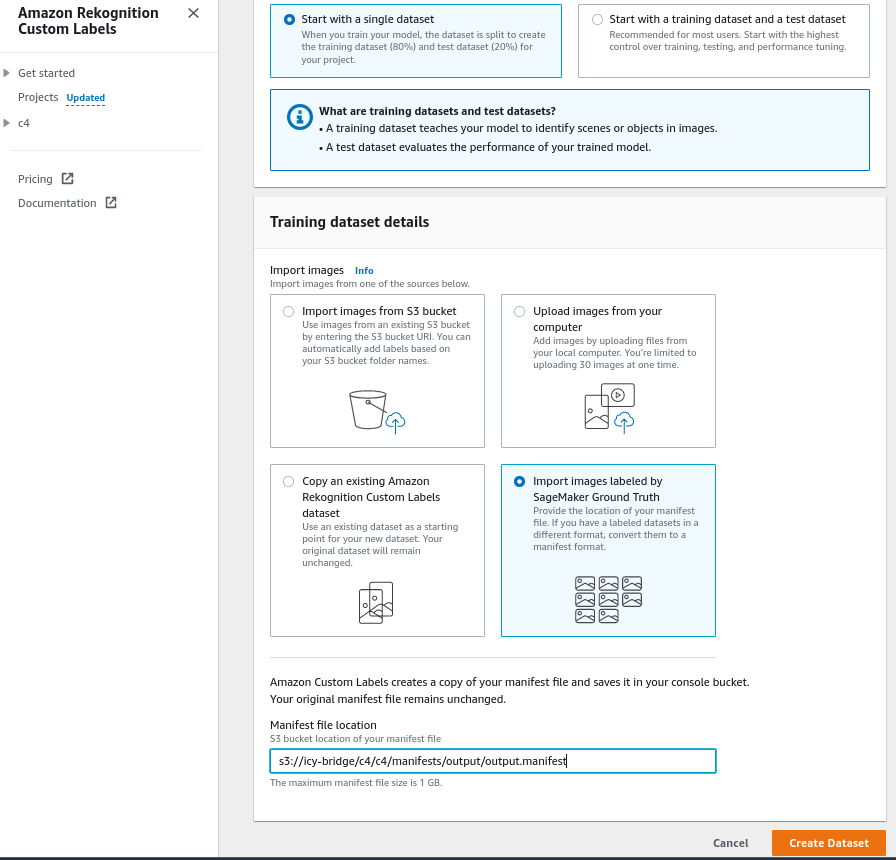 Amazon Rekognition
Custom Labels
Get started
Projects Updated
c4
Pricing
Documentation
Start with a single dataset
When you train your model, the dataset is split to create
the training dataset (80%) and test dataset (20%) for
your project.
Start with a training dataset and a test dataset
Recommended for most users. Start with the highest
control over training, testing, and performance tuning.
What are training datasets and test datasets?
• A training dataset teaches your model to identify scenes or objects in images.
• A test dataset evaluates the performance of your trained model.
Training dataset details
Import images Info
Import images from one of the sources below.
Import images from S3 bucket
Use images from an existing S3 bucket
by entering the S3 bucket URI. You can
automatically add labels based on
your S3 bucket folder names.
Upload images from your
computer
Add images by uploading files from
your local computer. You're limited to
uploading 30 images at one time.
Copy an existing Amazon
Rekognition Custom Labels
dataset
Use an existing dataset as a starting
point for your new dataset. Your
original dataset will remain
unchanged.
Import images labeled by
SageMaker Ground Truth
Provide the location of your manifest
file. If you have a labeled datasets in a
different format, convert them to a
manifest format.
Amazon Custom Labels creates a copy of your manifest file and saves it in your console bucket.
Your original manifest file remains unchanged.
Manifest file location
S3 bucket location of your manifest file
s3://icy-bridge/c4/c4/manifests/output/output.manifest
The maximum manifest file size is 1 GB.
Cancel
Create Dataset